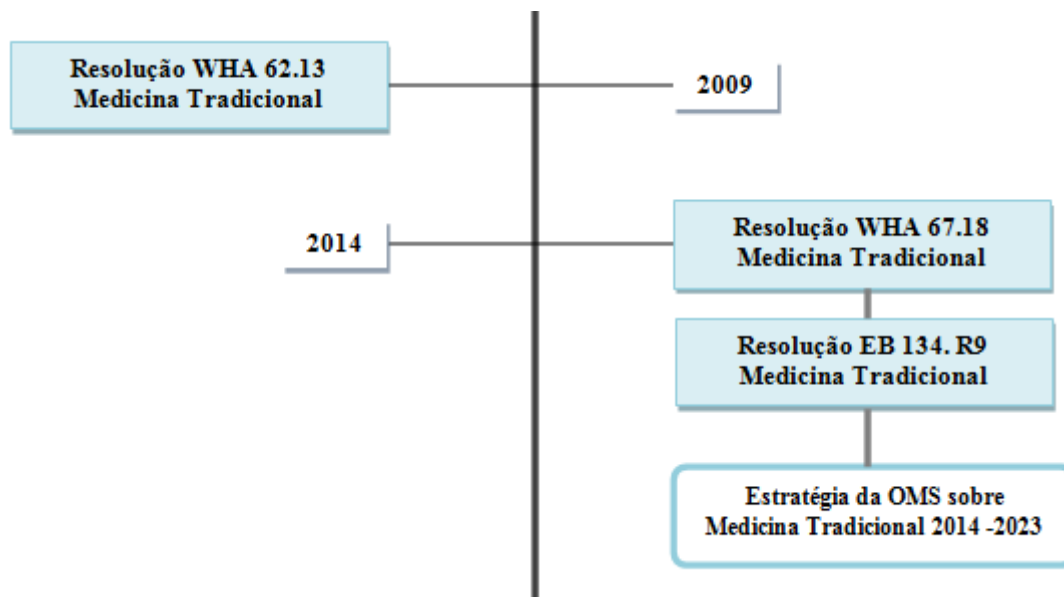 Resolução WHA 62.13
Medicina Tradicional
2009
2014
Resolução WHA 67.18
Medicina Tradicional
Resolução EB 134. R9
Medicina Tradicional
Estratégia da OMS sobre
Medicina Tradicional 2014 -2023